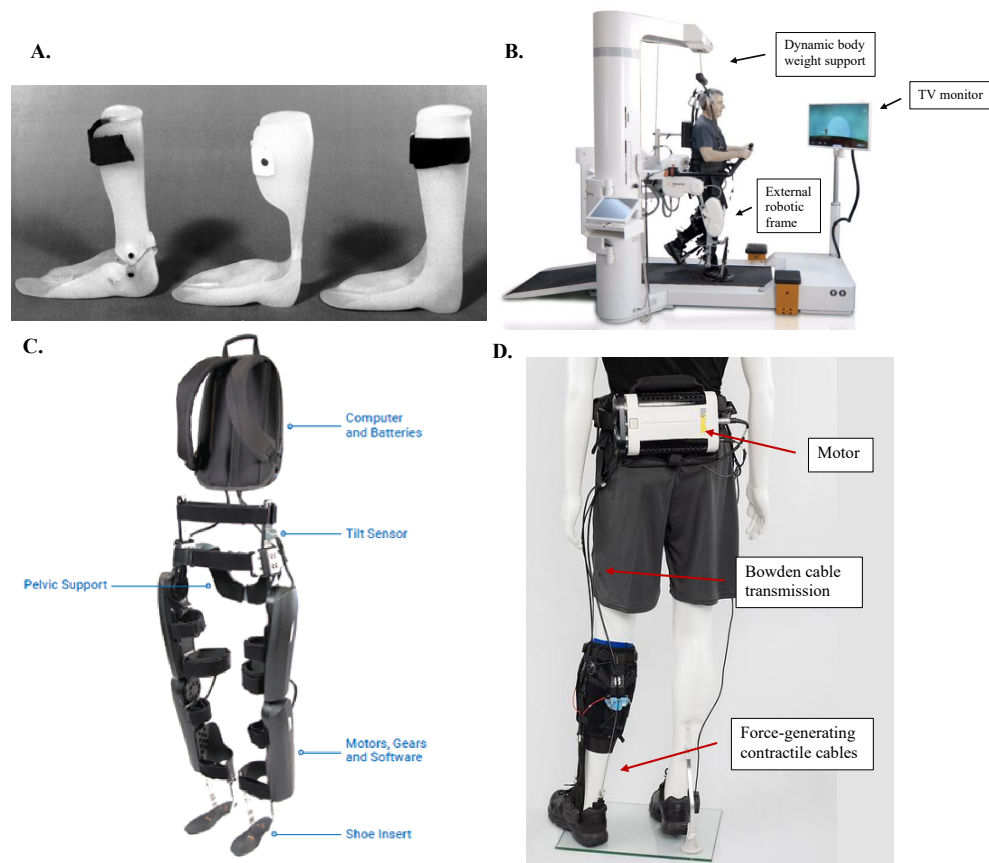 A.
B.
Dynamic body
weight support
TV monitor
External
robotic
frame
C.
Computer
and Batteries
Tilt Sensor
Pelvic Support
Motors, Gears
and Software
Shoe Insert
D.
Motor
Bowden cable
transmission
Force-generating
contractile cables